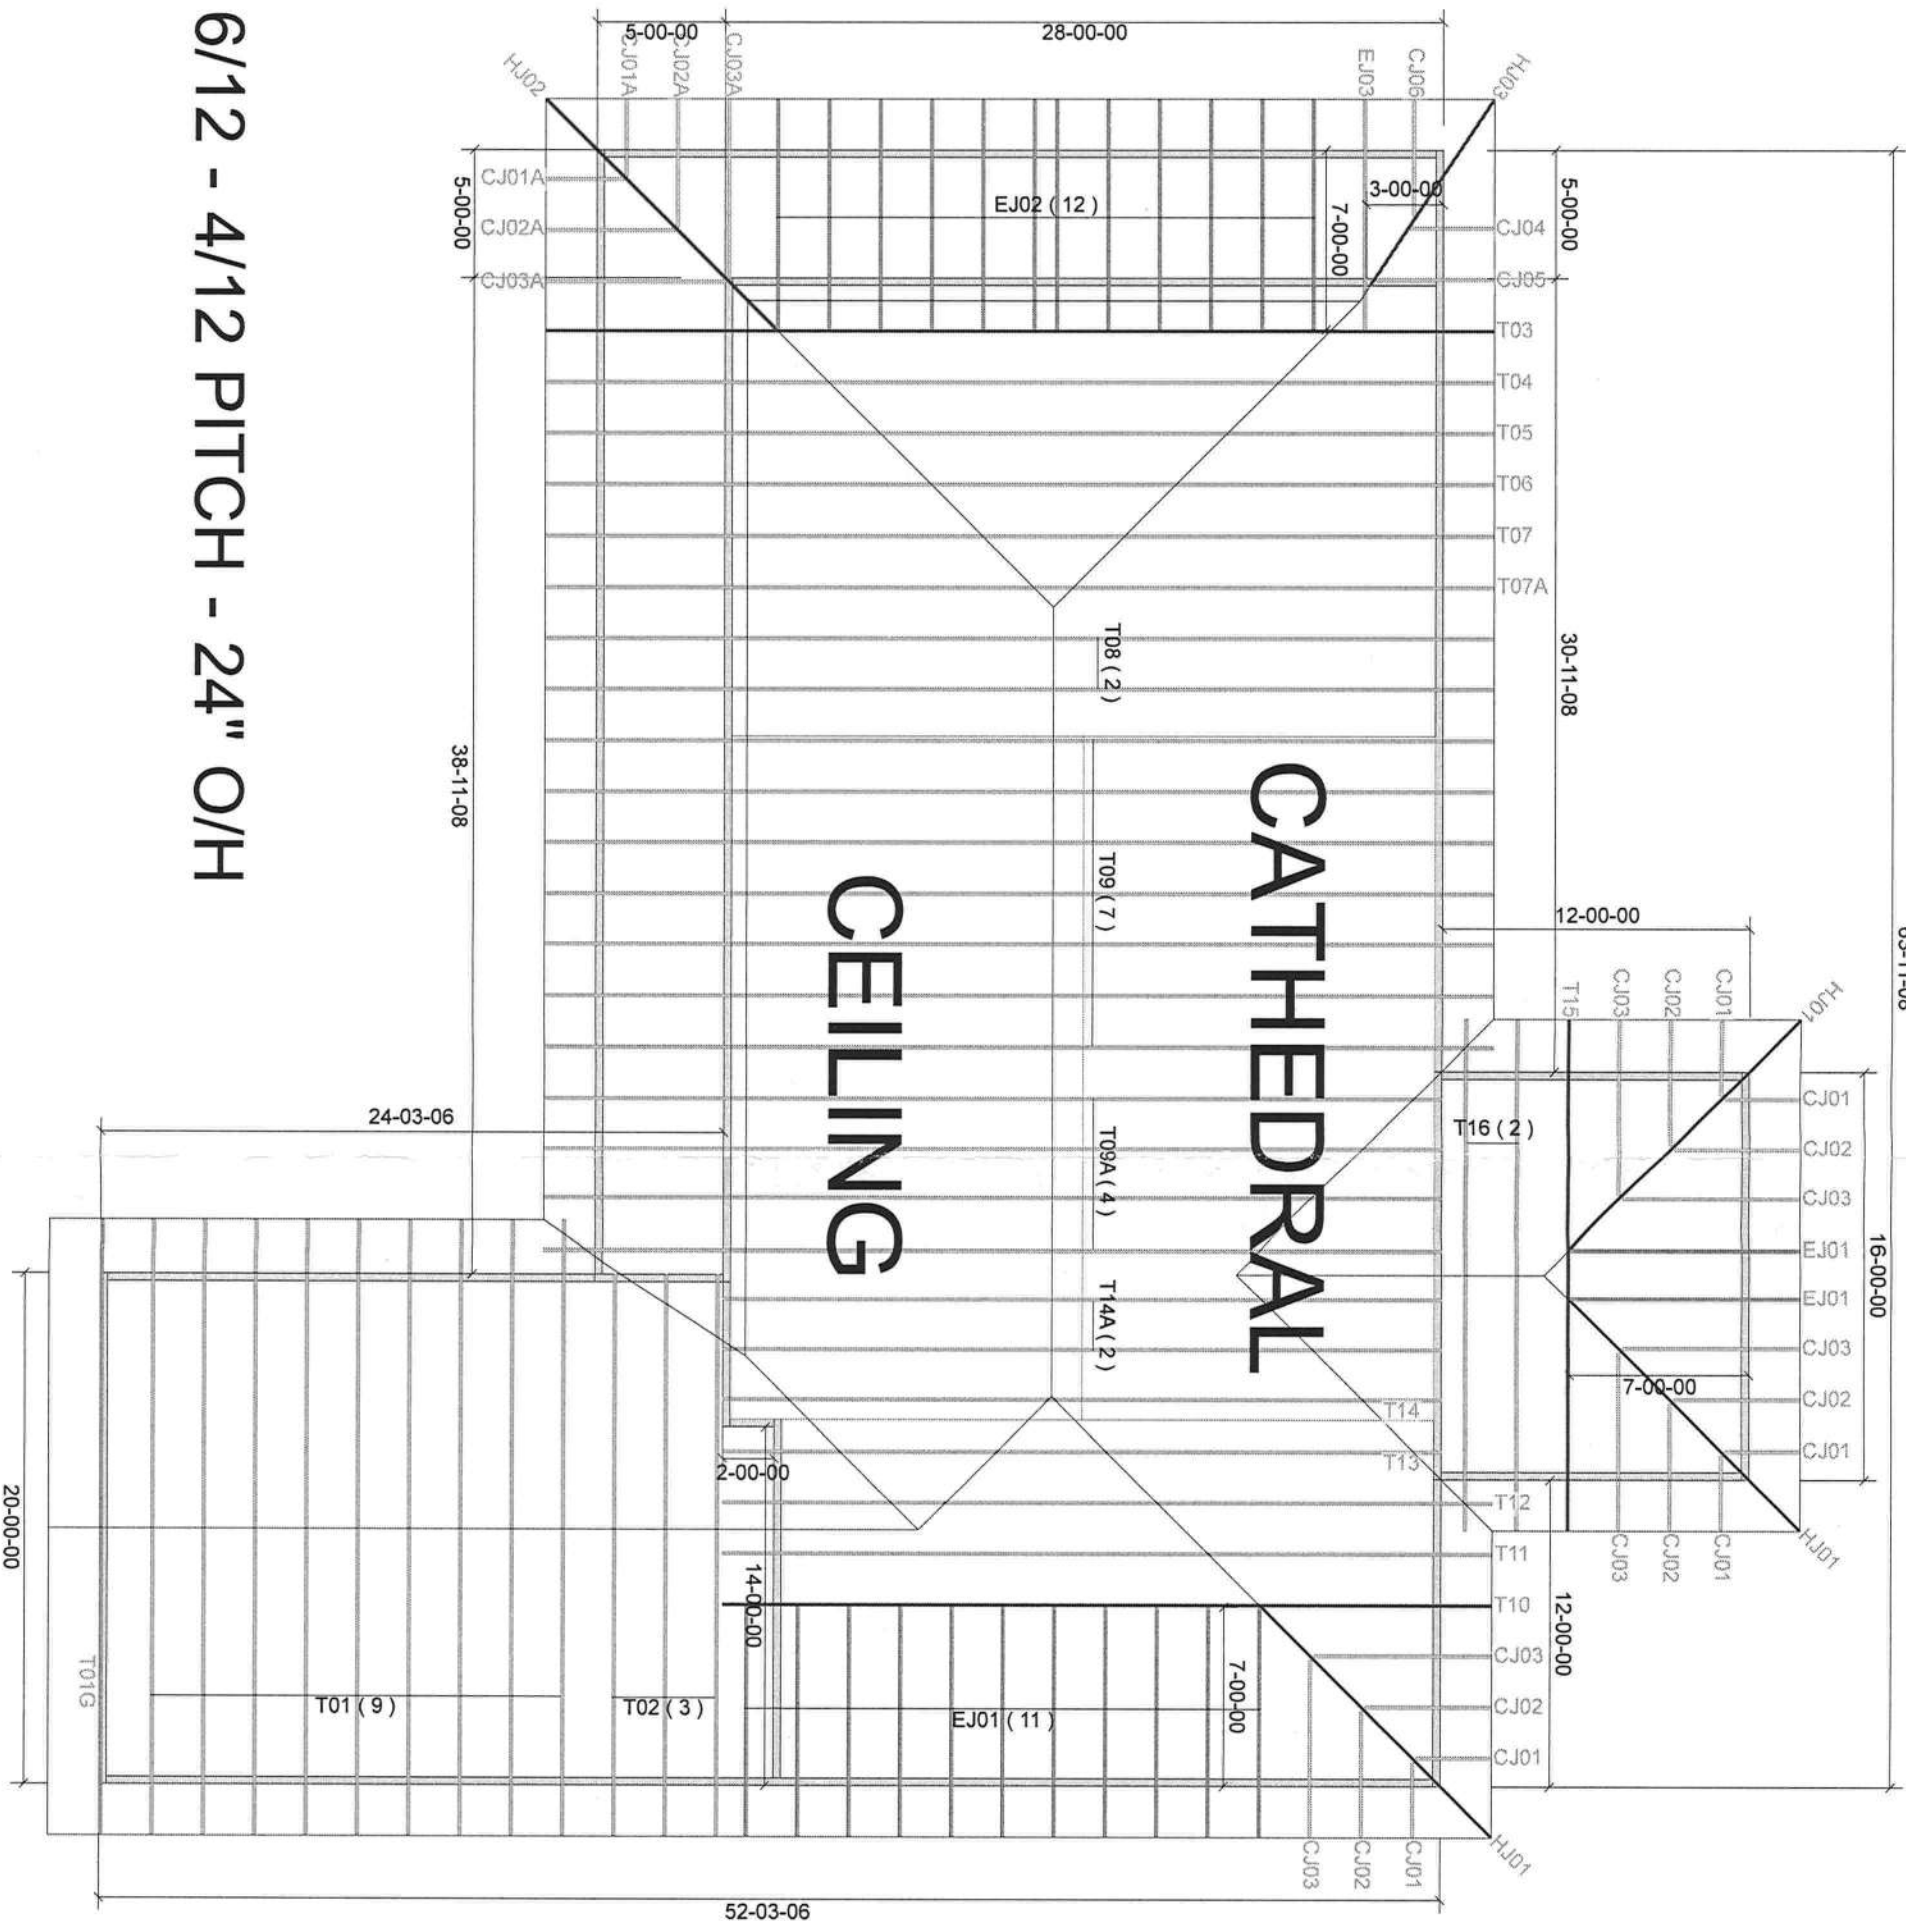 5-00-00
28-00-00
HJ02
CJ01A
CJ02A
CJ03A
EJ03
CJ06
HJ03
6/12 - 4/12 PITCH - 24" O/H
5-00-00
CJ01A
CJ02A
CJ03A
EJ02 ( 12 )
7-00-00
3-00-00
CJ04
CJ05
5-00-00
T03
T04
T05
T06
T07
T07A
T08 ( 2 )
30-11-08
38-11-08
CATHEDRAL
CEILING
T09 ( 7 )
12-00-00
T15
CJ03
CJ02
CJ01
HJ01
24-03-06
T09A ( 4 )
T16 ( 2 )
CJ01
CJ02
CJ03
EJ01
EJ01
CJ03
CJ02
CJ01
16-00-00
7-00-00
T14A ( 2 )
T14
T13
T12
T11
T10
2-00-00
14-00-00
CJ03
CJ02
CJ01
HJ01
12-00-00
CJ03
CJ02
CJ01
20-00-00
T01G
T01 ( 9 )
T02 ( 3 )
EJ01 ( 11 )
7-00-00
CJ03
CJ02
CJ01
HJ01
52-03-06